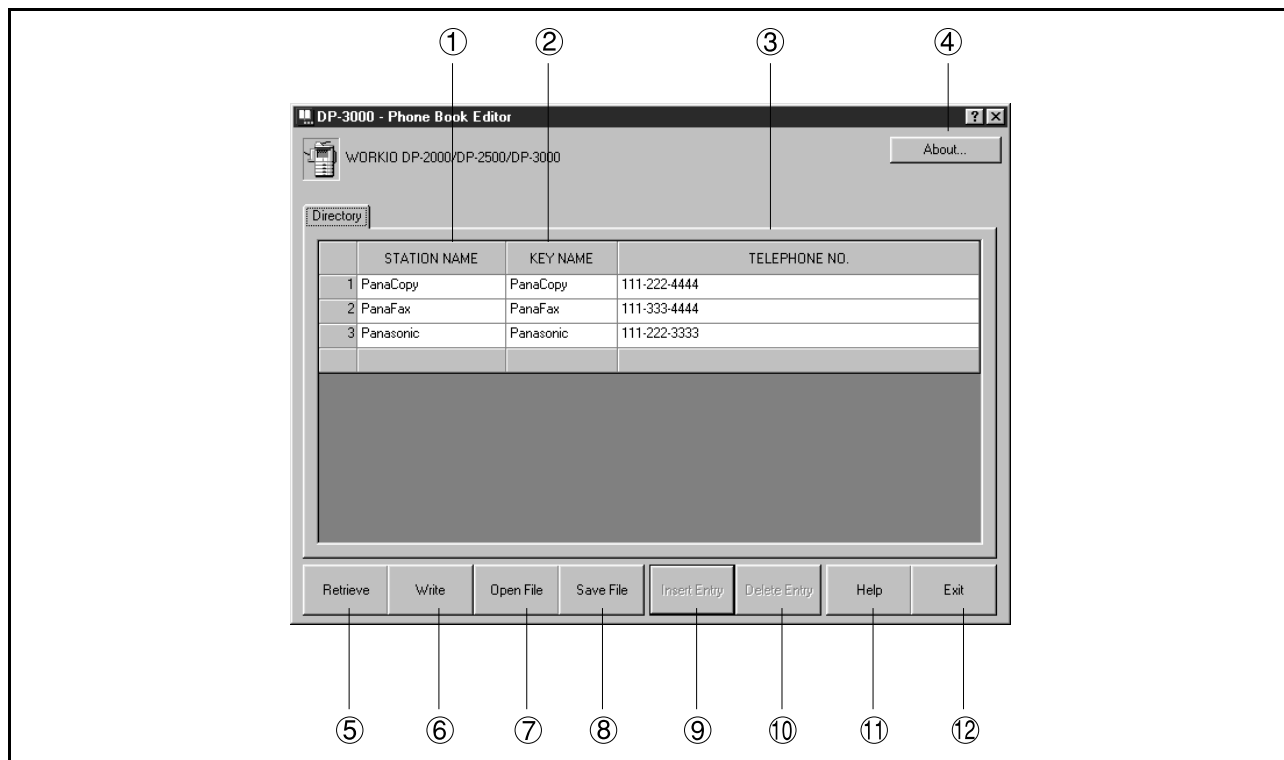 ① ② ③ ④
DP-3000 - Phone Book Editor
WORKIO DP-2000/DP-2500/DP-3000
About...
Directory
STATION NAME KEY NAME TELEPHONE NO.
1 PanaCopy PanaCopy 111-222-4444
2 PanaFax PanaFax 111-333-4444
3 Panasonic Panasonic 111-222-3333
Retrieve Write Open File Save File Insert Entry Delete Entry Help Exit
⑤ ⑥ ⑦ ⑧ ⑨ ⑩ ⑪ ⑫